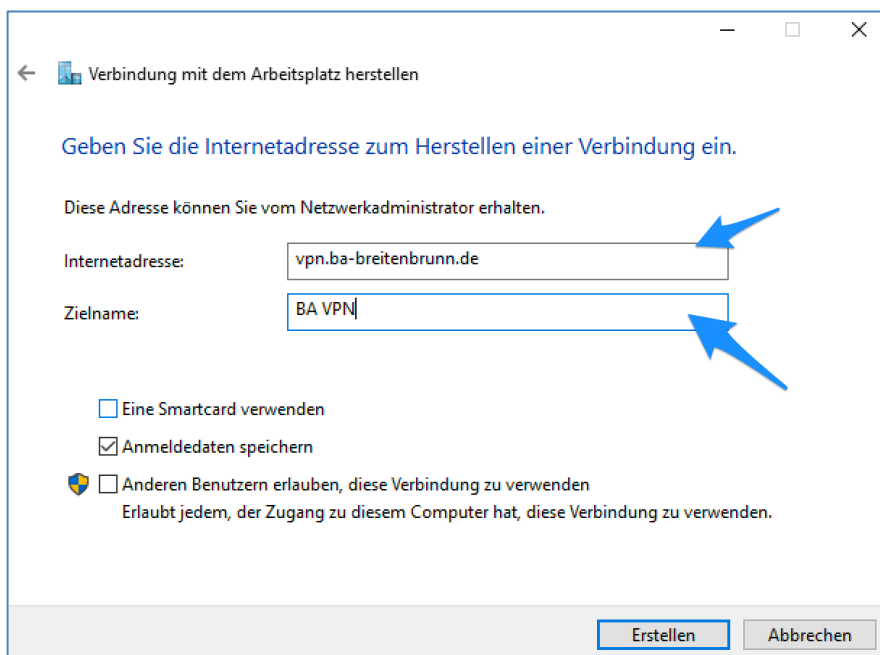 Verbindung mit dem Arbeitsplatz herstellen
Geben Sie die Internetadresse zum Herstellen einer Verbindung ein.
Diese Adresse können Sie vom Netzwerkadministrator erhalten.
Internetadresse: vpn.ba-breitenbrunn.de
Zielname: BA VPN
Eine Smartcard verwenden
Anmeldedaten speichern
Anderen Benutzern erlauben, diese Verbindung zu verwenden
Erlaubt jedem, der Zugang zu diesem Computer hat, diese Verbindung zu verwenden.
Erstellen Abbrechen